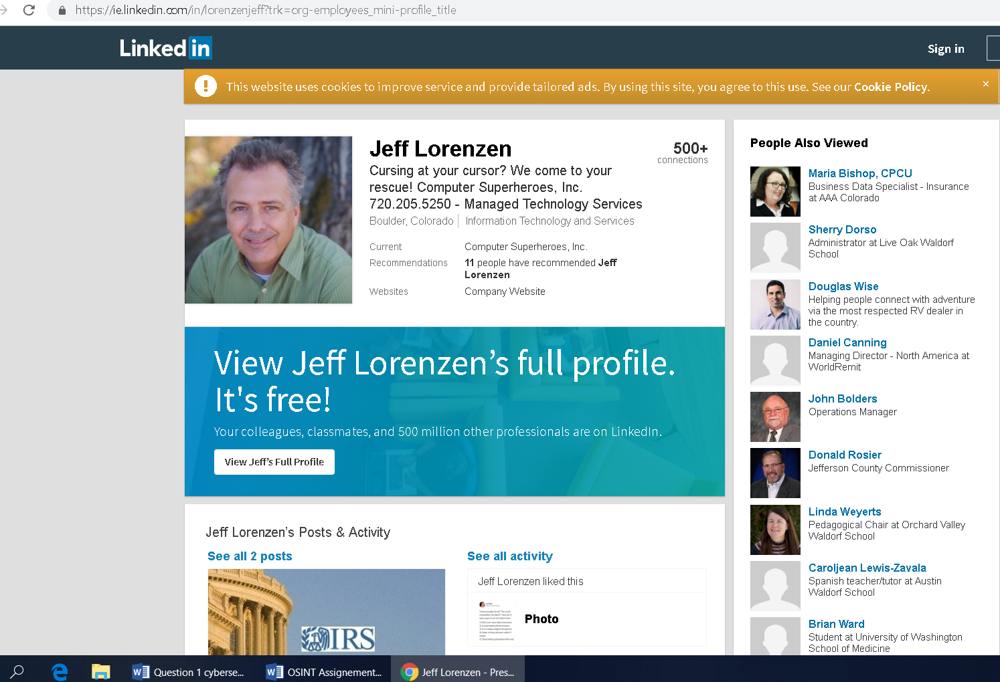 https://ie.linkedin.com/in/lorenzenjeff?trk=org-employees_mini-profile_title
Linked in
Sign in
This website uses cookies to improve service and provide tailored ads. By using this site, you agree to this use. See our Cookie Policy.
Jeff Lorenzen
500+
connections
Cursing at your cursor? We come to your
rescue! Computer Superheroes, Inc.
720.205.5250 - Managed Technology Services
Boulder, Colorado | Information Technology and Services
Current Computer Superheroes, Inc.
Recommendations 11 people have recommended Jeff
Lorenzen
Websites Company Website
View Jeff Lorenzen's full profile.
It's free!
Your colleagues, classmates, and 500 million other professionals are on LinkedIn.
View Jeff's Full Profile
Jeff Lorenzen's Posts & Activity
See all 2 posts
IRS
See all activity
Jeff Lorenzen liked this
Photo
People Also Viewed
Maria Bishop, CPCU
Business Data Specialist - Insurance
at AAA Colorado
Sherry Dorso
Administrator at Live Oak Waldorf
School
Douglas Wise
Helping people connect with adventure
via the most respected RV dealer in
the country.
Daniel Canning
Managing Director - North America at
WorldRemit
John Bolders
Operations Manager
Donald Rosier
Jefferson County Commissioner
Linda Weyerts
Pedagogical Chair at Orchard Valley
Waldorf School
Caroljean Lewis-Zavala
Spanish teacher/tutor at Austin
Waldorf School
Brian Ward
Student at University of Washington
School of Medicine
Question 1 cyberse...
OSINT Assignement...
Jeff Lorenzen - Pres...